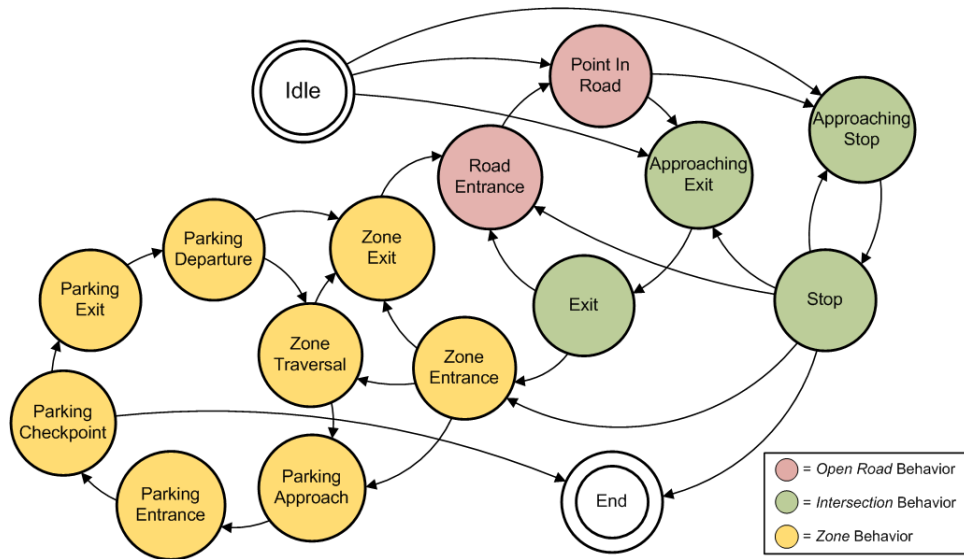 Idle
Point In
Road
Approaching
Stop
Road
Entrance
Approaching
Exit
Parking
Departure
Zone
Exit
Parking
Exit
Exit
Stop
Zone
Traversal
Zone
Entrance
Parking
Checkpoint
Parking
Approach
Parking
Entrance
End
= Open Road Behavior
= Intersection Behavior
= Zone Behavior